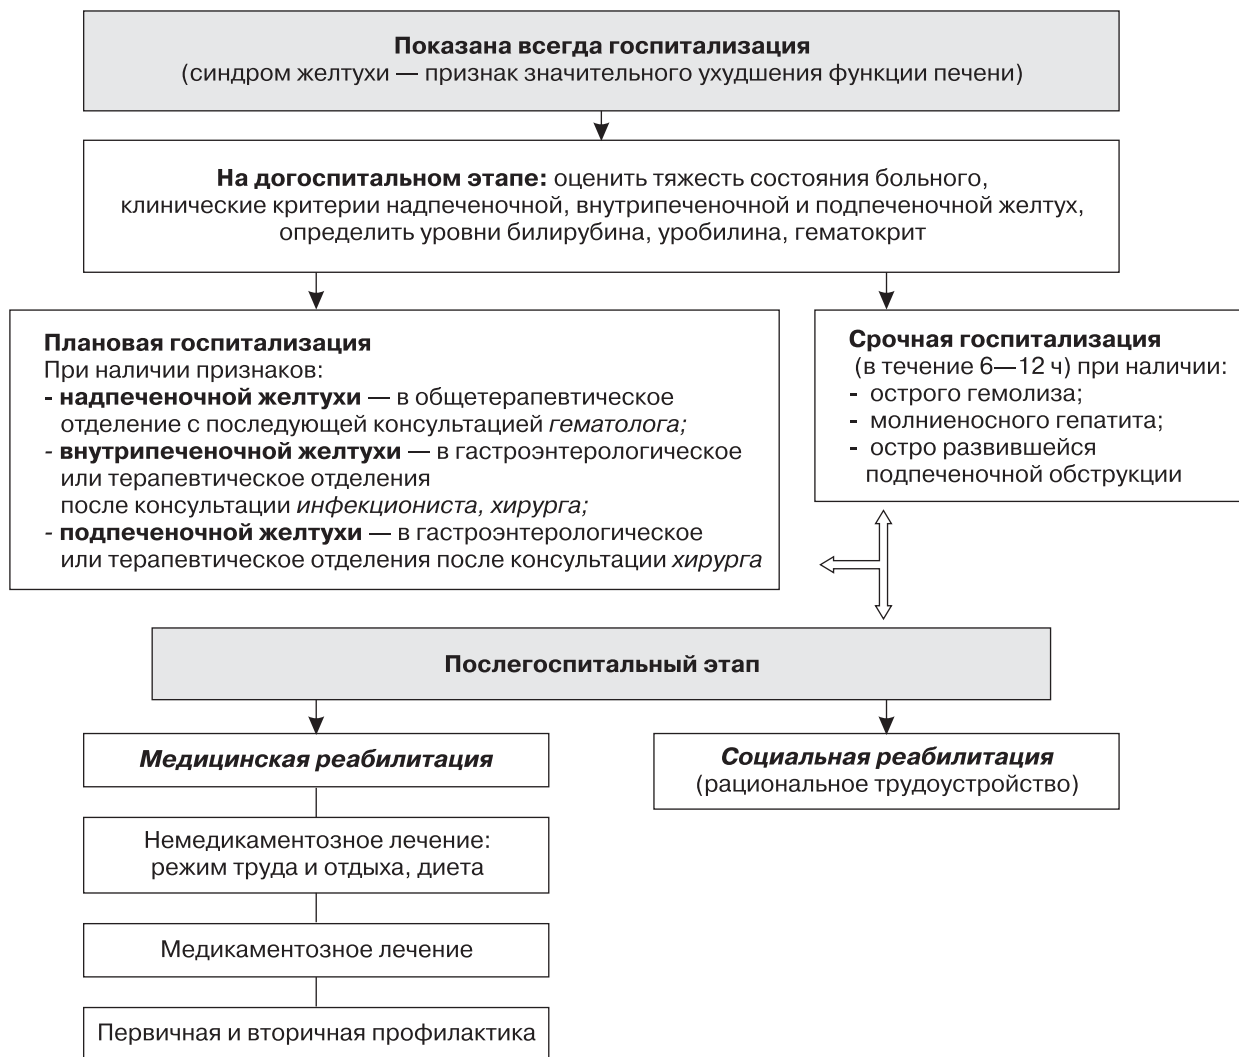 Показана всегда госпитализация
(синдром желтухи — признак значительного ухудшения функции печени)
На догоспитальном этапе: оценить тяжесть состояния больного,
клинические критерии надпеченочной, внутрипеченочной и подпеченочной желтух,
определить уровни билирубина, уробилина, гематокрит
Плановая госпитализация
При наличии признаков:
- надпеченочной желтухи — в общетерапевтическое
отделение с последующей консультацией гематолога;
- внутрипеченочной желтухи — в гастроэнтерологическое
или терапевтическое отделения
после консультации инфекциониста, хирурга;
- подпеченочной желтухи — в гастроэнтерологическое
или терапевтическое отделения после консультации хирурга
Срочная госпитализация
(в течение 6—12 ч) при наличии:
- острого гемолиза;
- молниеносного гепатита;
- остро развившейся
подпеченочной обструкции
Послегоспитальный этап
Медицинская реабилитация
Социальная реабилитация
(рациональное трудоустройство)
Немедикаментозное лечение:
режим труда и отдыха, диета
Медикаментозное лечение
Первичная и вторичная профилактика